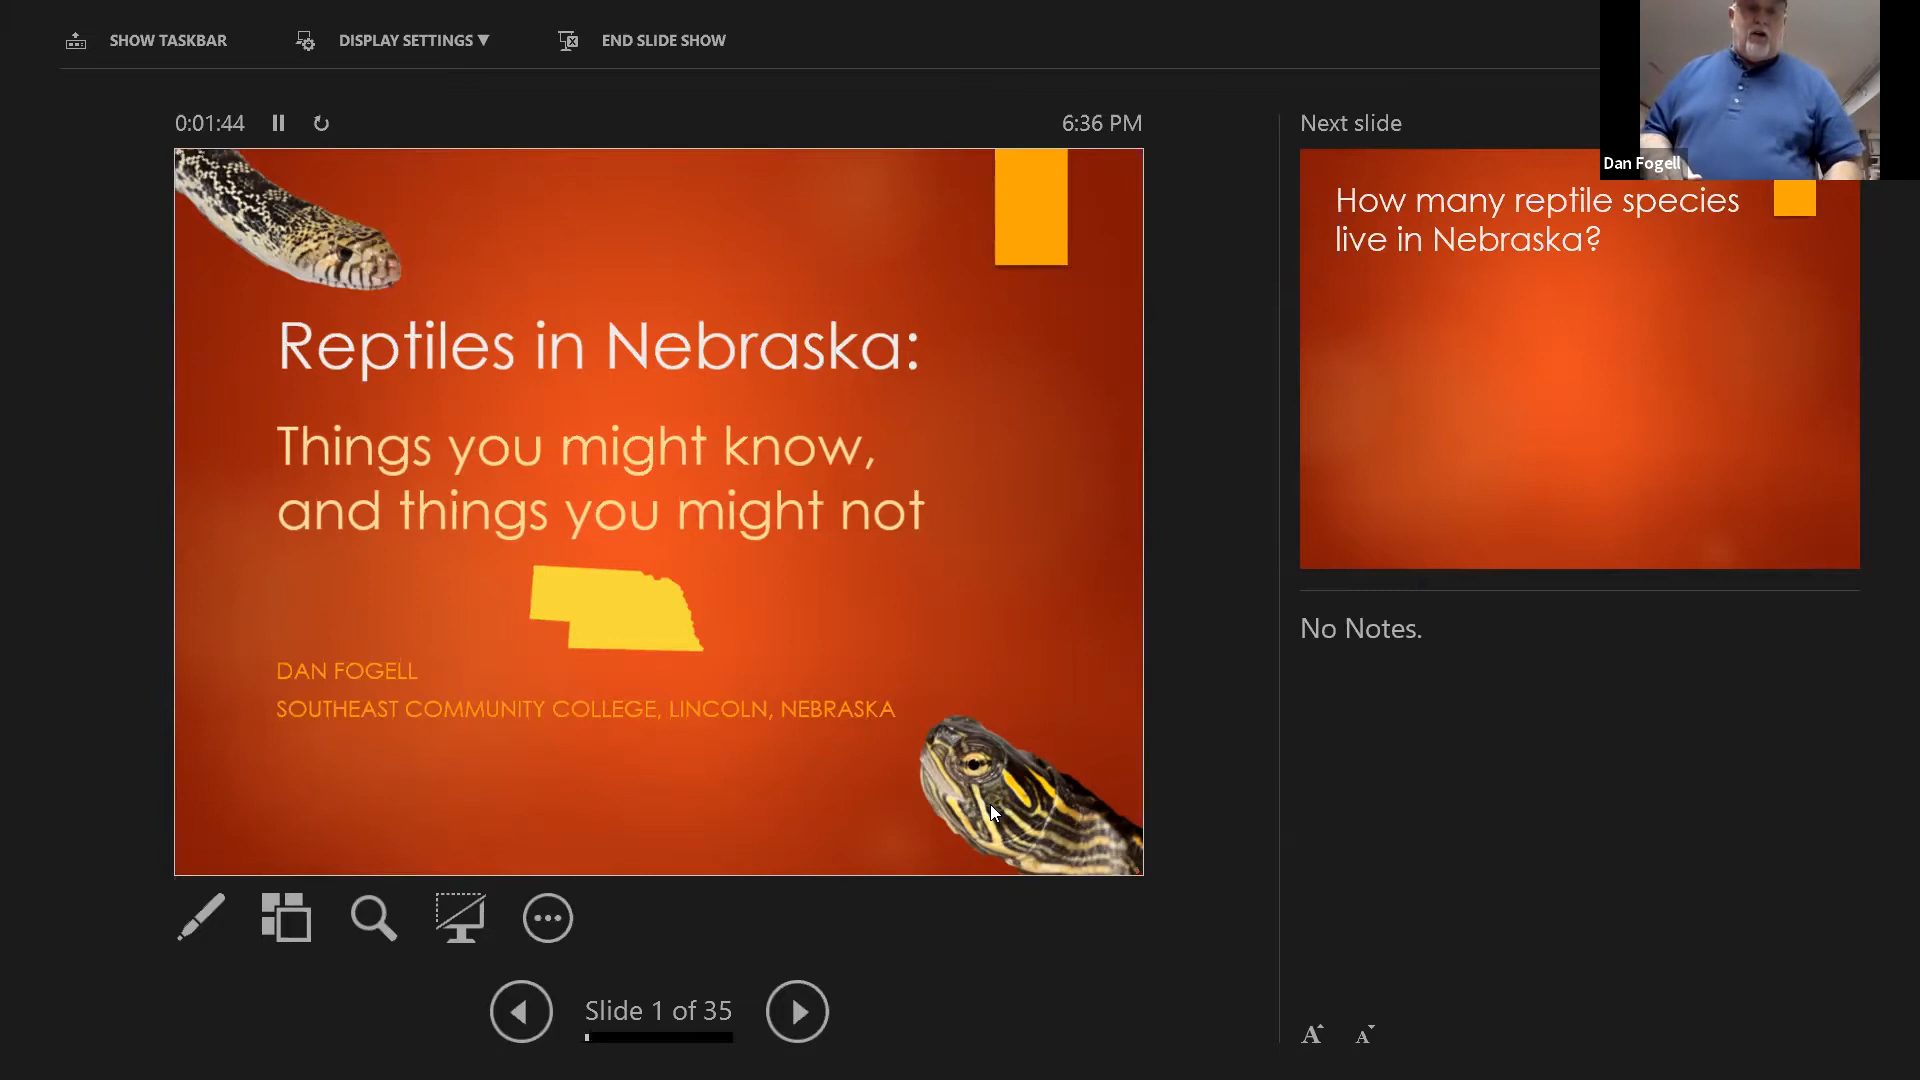 SHOW TASKBAR
DISPLAY SETTINGS ▼
END SLIDE SHOW
0:01:44
6:36 PM
Next slide
Dan Fogell
Reptiles in Nebraska:
Things you might know,
and things you might not
DAN FOGELL
SOUTHEAST COMMUNITY COLLEGE, LINCOLN, NEBRASKA
How many reptile species
live in Nebraska?
No Notes.
Slide 1 of 35
A A